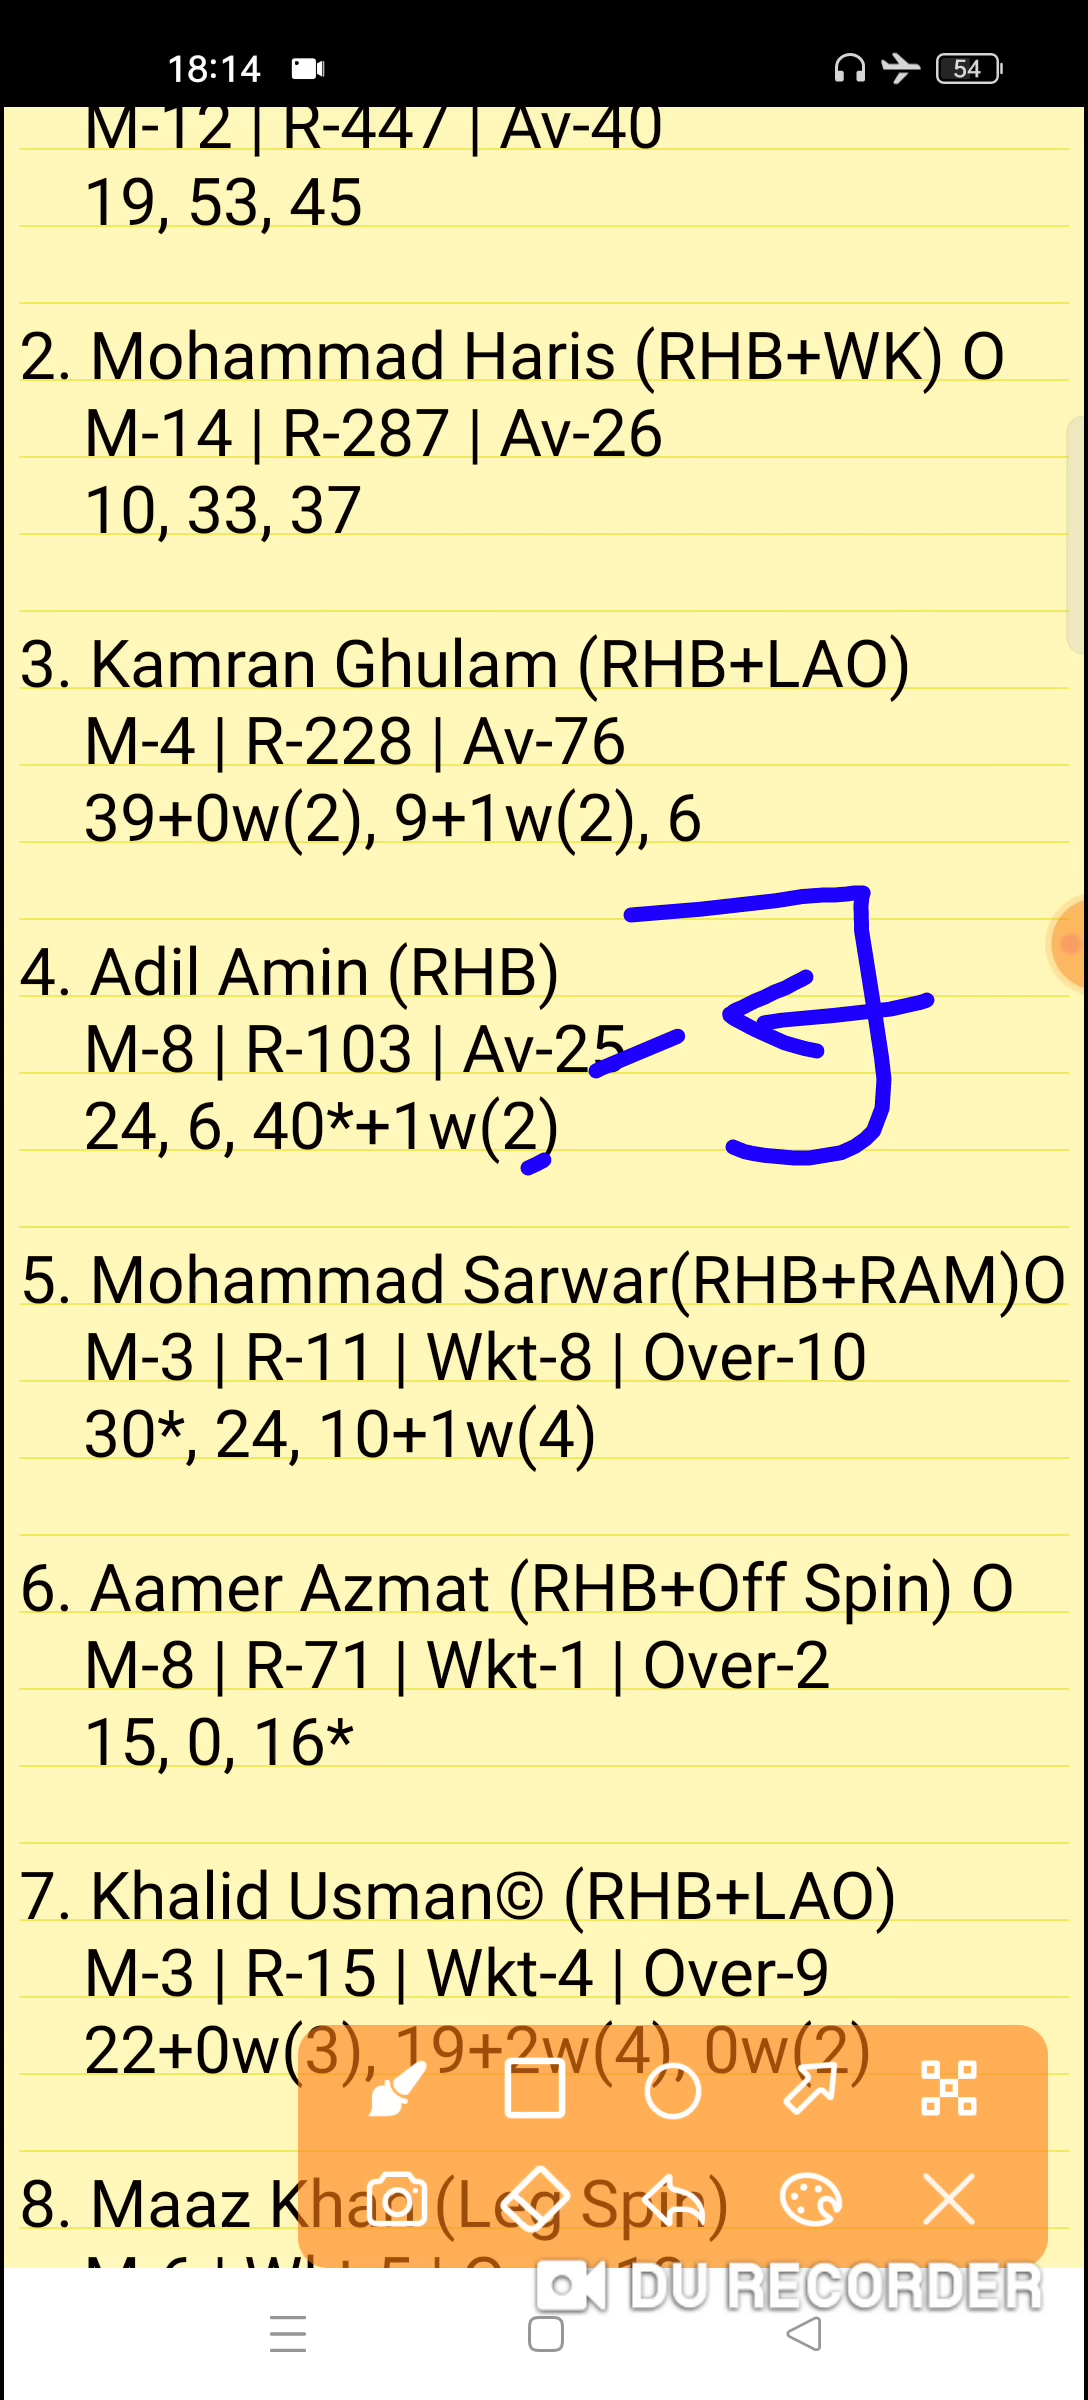 18:14
54
M-12 | R-447 | Av-40
19, 53, 45
2. Mohammad Haris (RHB+WK) O
M-14 | R-287 | Av-26
10, 33, 37
3. Kamran Ghulam (RHB+LAO)
M-4 | R-228 | Av-76
39+0w(2), 9+1w(2), 6
4. Adil Amin (RHB)
M-8 | R-103 | Av-25
24, 6, 40*+1w(2)
5. Mohammad Sarwar(RHB+RAM)O
M-3 | R-11 | Wkt-8 | Over-10
30*, 24, 10+1w(4)
6. Aamer Azmat (RHB+Off Spin) O
M-8 | R-71 | Wkt-1 | Over-2
15, 0, 16*
7. Khalid Usman© (RHB+LAO)
M-3 | R-15 | Wkt-4 | Over-9
22+0w(3), 19+2w(4), 0w(2)
8. Maaz Khan (Leg Spin)
DU RECORDER